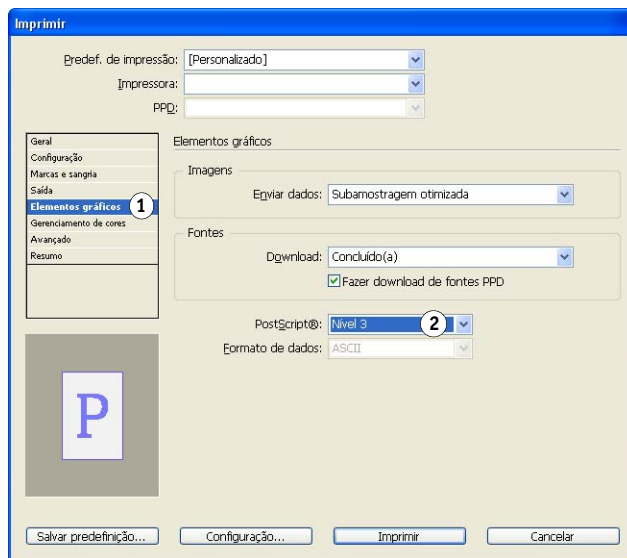 Imprimir
Predef. de impressão: [Personalizado]
Impressora:
PPD:
Geral
Configuração
Marcas e sangria
Saída
Elementos gráficos 1
Gerenciamento de cores
Avançado
Resumo
Elementos gráficos
Imagens
Enviar dados: Subamostragem otimizada
Fontes
Download: Concluído(a)
Fazer download de fontes PPD
PostScript®: Nível 3 2
Formato de dados: ASCII
P
Salvar predefinição... Configuração... Imprimir Cancelar